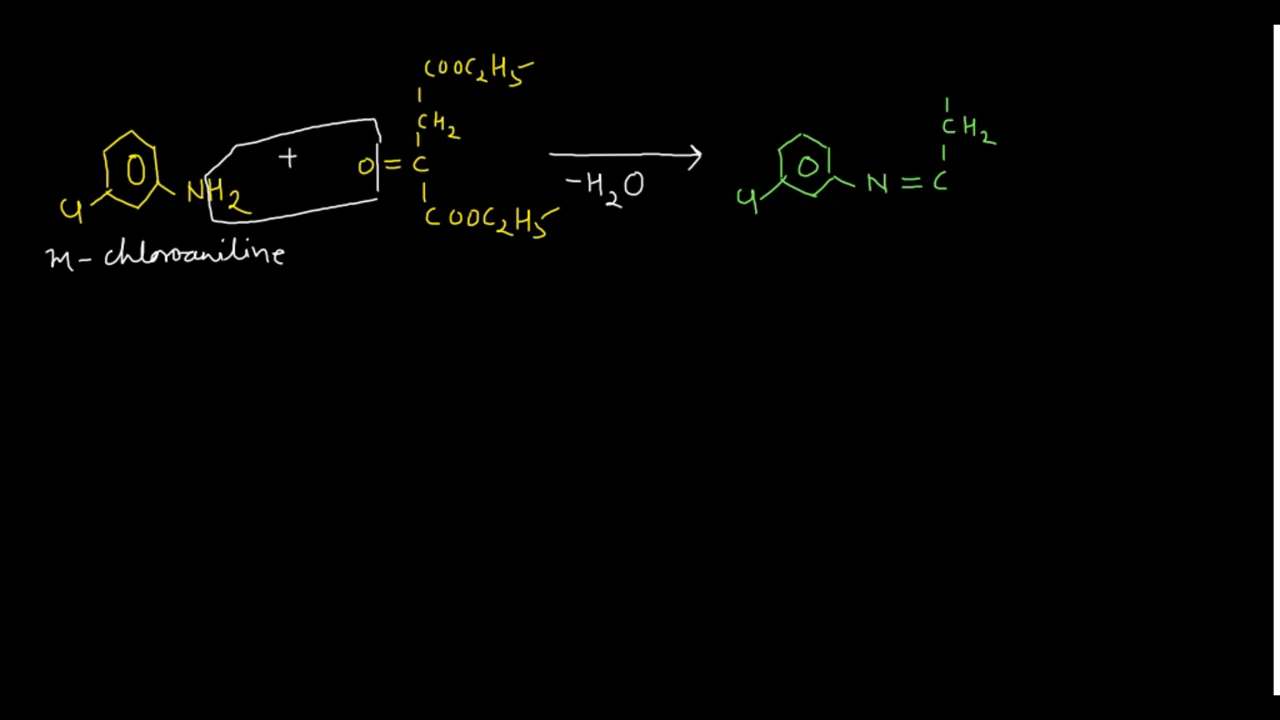 COOC₂H₅
CH₂
Cl NH₂ + O = C -H₂O
COOC₂H₅
m- chloroaniline
CH₂
Cl N = C